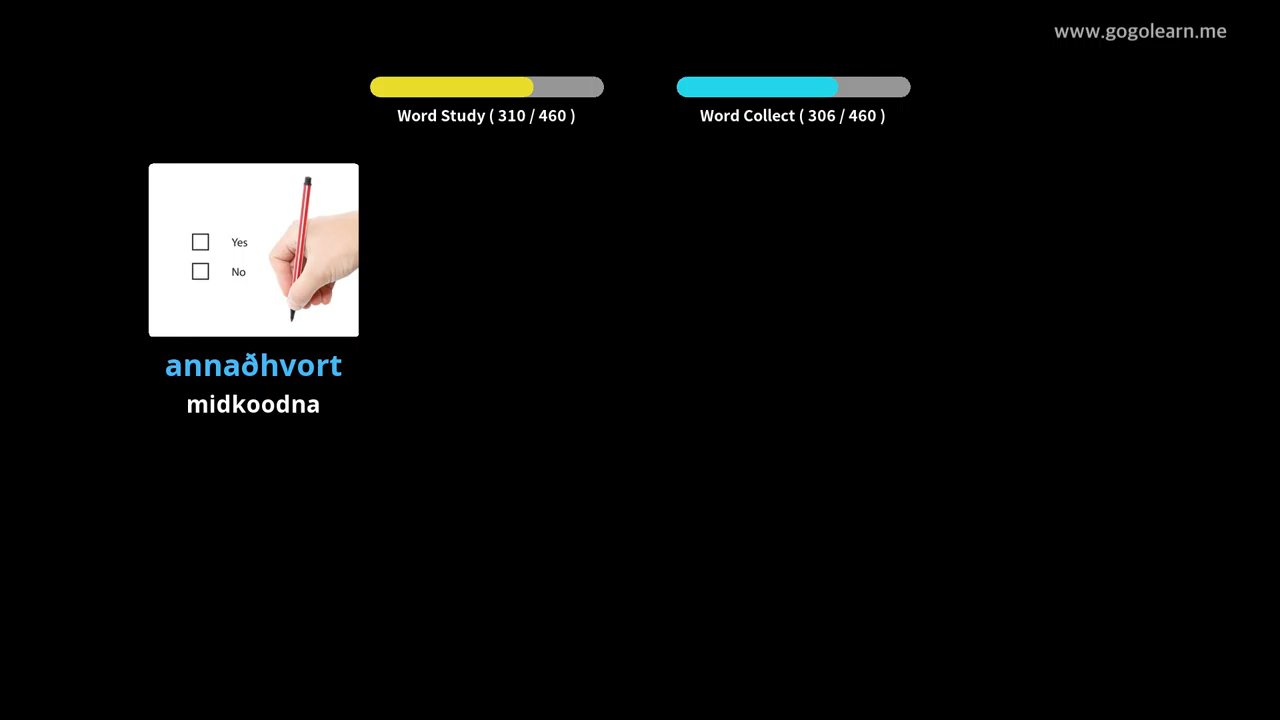 www.gogolearn.me
Word Study ( 310 / 460 )
Word Collect ( 306 / 460 )
Yes
No
annaðhvort
midkoodna